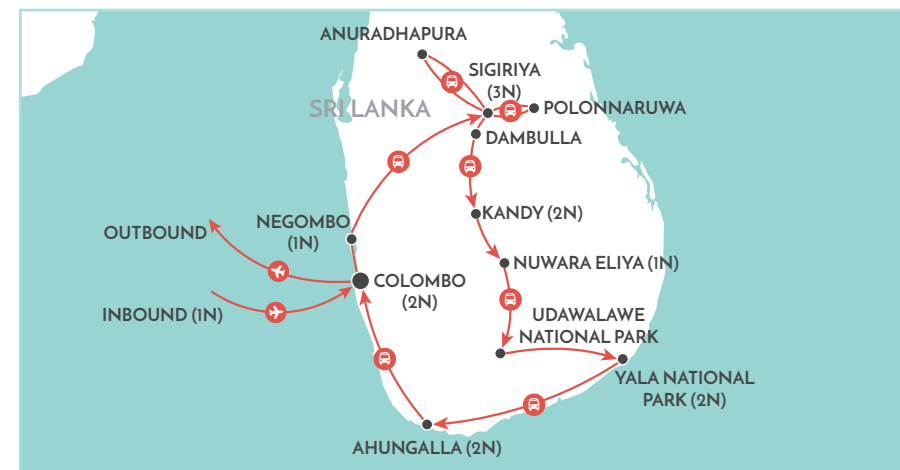 ANURADHAPURA
SIGIRIYA
(3N)
SRI LANKA
POLONNARUWA
DAMBULLA
KANDY (2N)
NEGOMBO
(1N)
OUTBOUND
NUWARA ELIYA (1N)
COLOMBO
(2N)
INBOUND (1N)
UDAWALAWE
NATIONAL PARK
YALA NATIONAL
PARK (2N)
AHUNGALLA (2N)